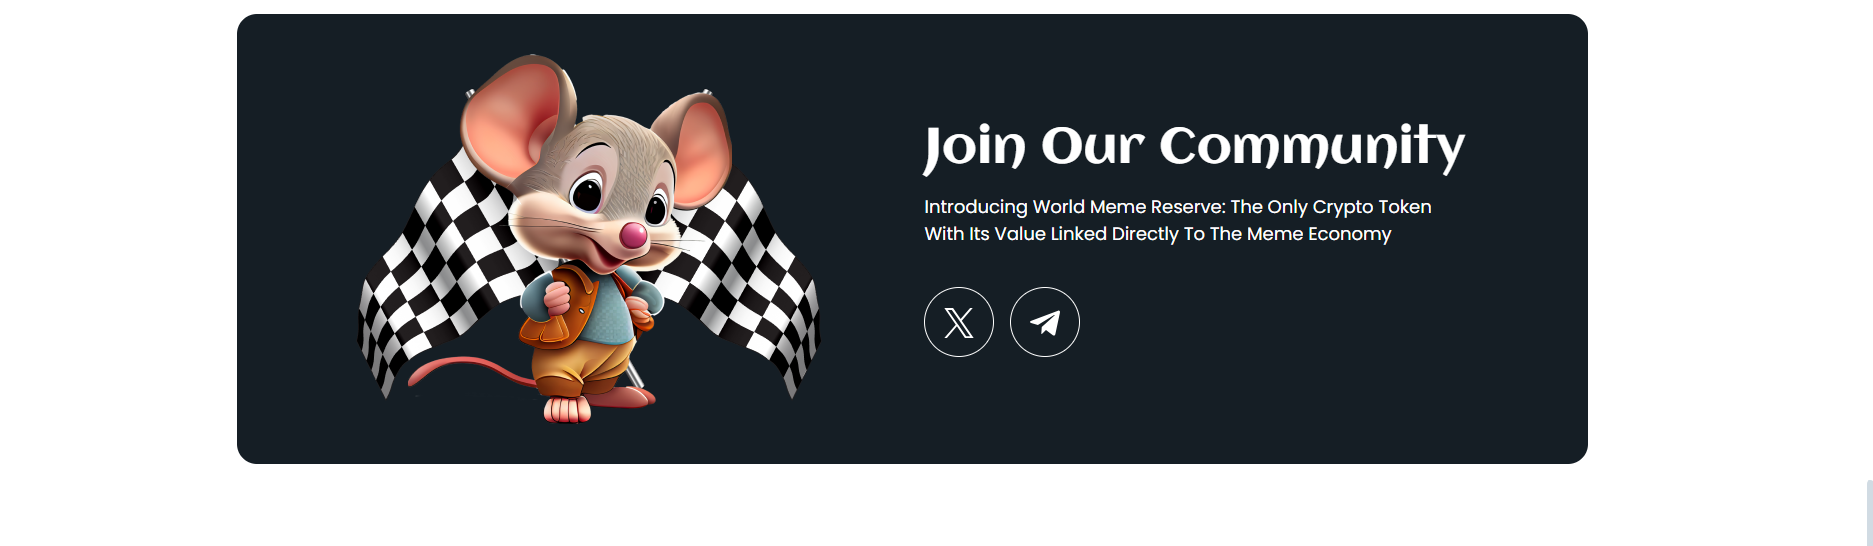 Join Our Community
Introducing World Meme Reserve: The Only Crypto Token
With Its Value Linked Directly To The Meme Economy